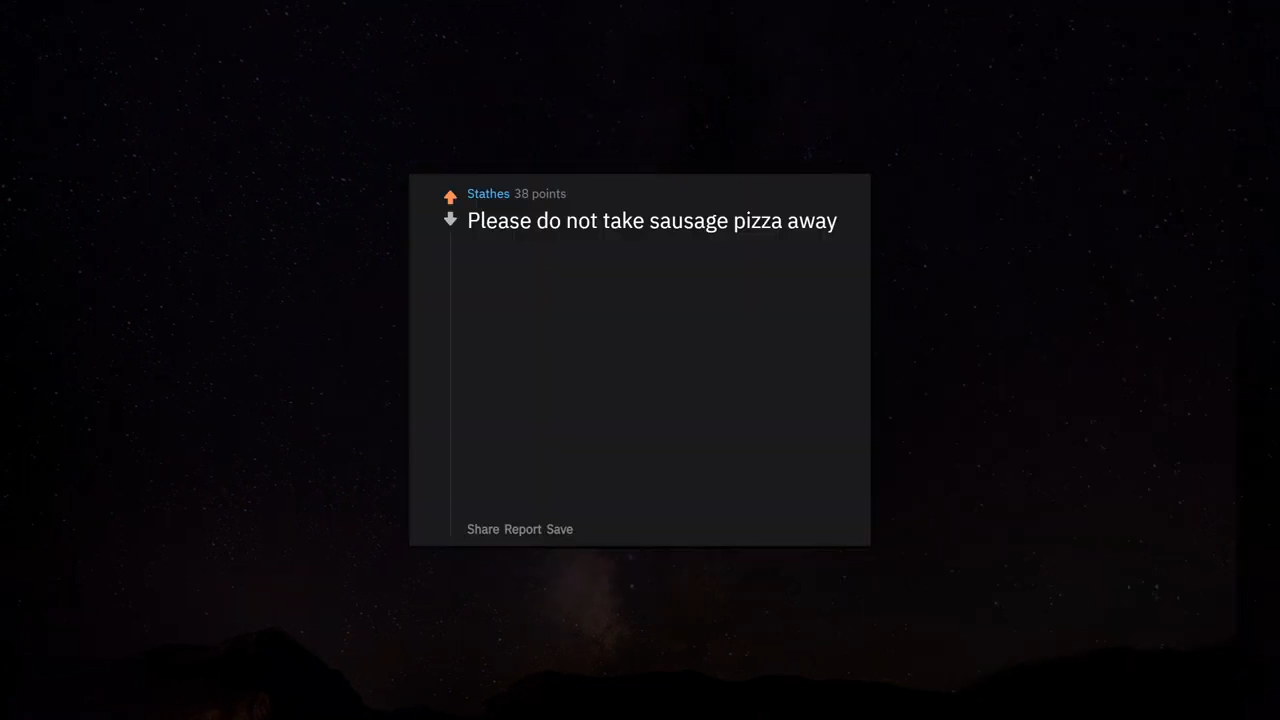 Stathes 38 points
Please do not take sausage pizza away
Share Report Save